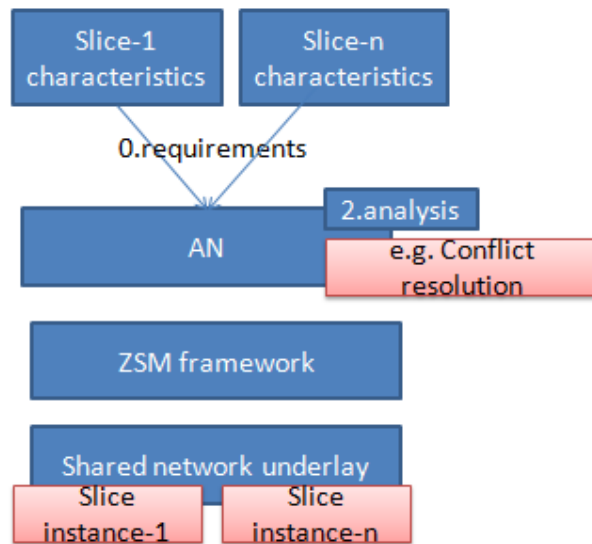 Slice-1
characteristics
Slice-n
characteristics
0.requirements
AN
2.analysis
e.g. Conflict
resolution
ZSM framework
Shared network underlay
Slice
instance-1
Slice
instance-n